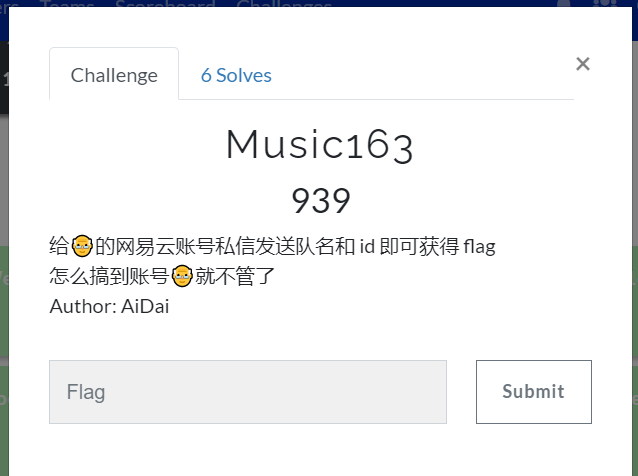 Teams Scoreboard Challenges
Challenge
6 Solves
×
Music163
939
给👴的网易云账号私信发送队名和 id 即可获得 flag
怎么搞到账号👴就不管了
Author: AiDai
Flag
Submit